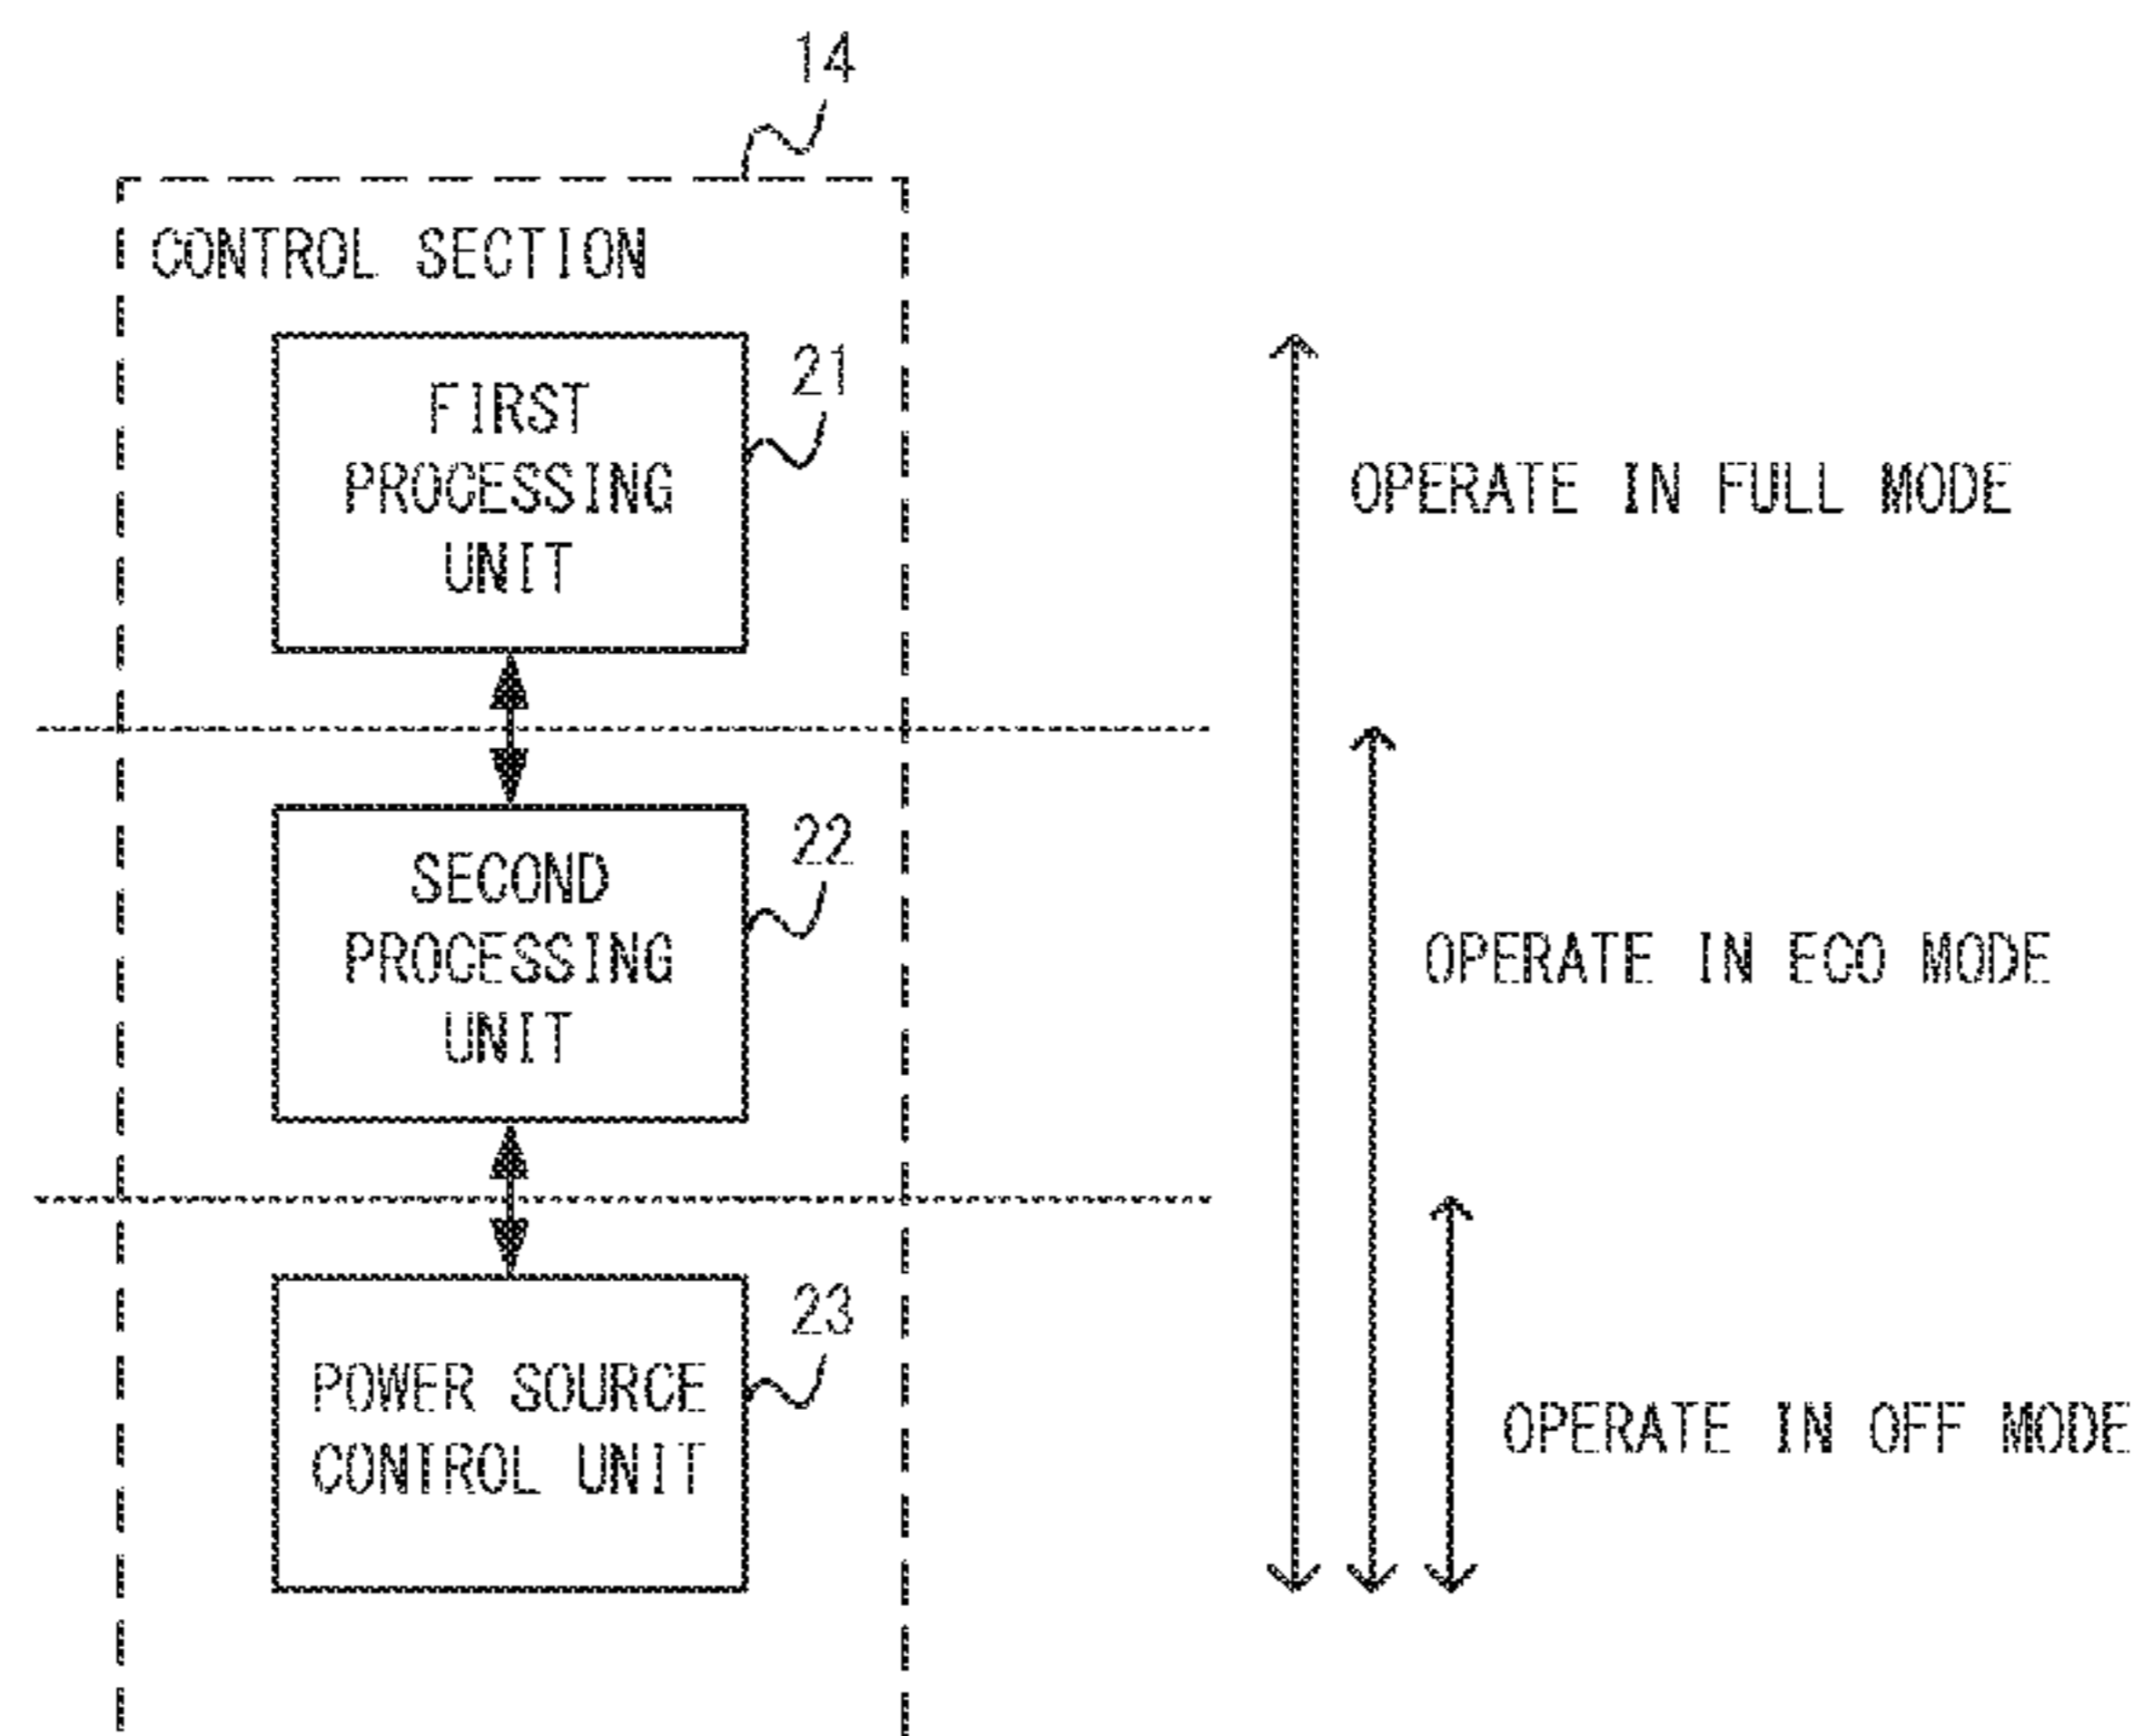 14
CONTROL SECTION
FIRST
PROCESSING
UNIT
21
OPERATE IN FULL MODE
SECOND
PROCESSING
UNIT
22
OPERATE IN ECO MODE
POWER SOURCE
CONTROL UNIT
23
OPERATE IN OFF MODE